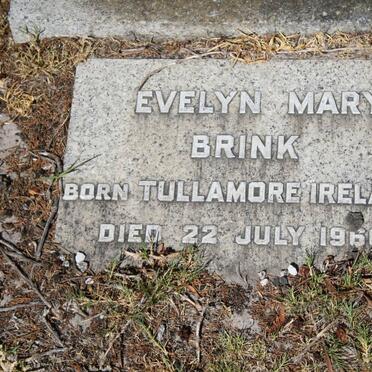 EVELYN MARY
BRINK
BORN TULLAMORE IRELA
DIED 22 JULY 196